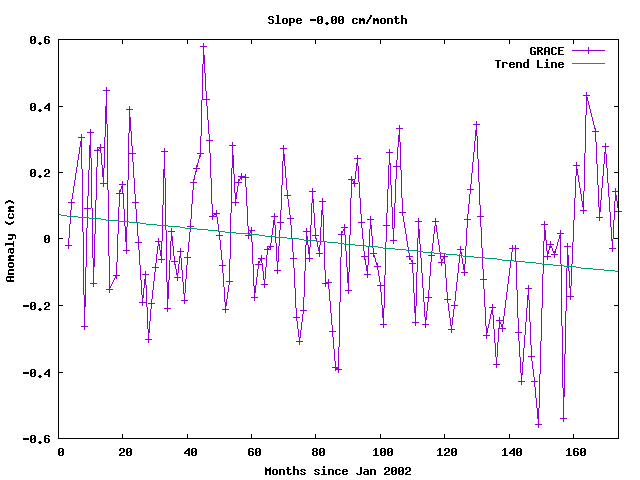 Slope -0.00 cm/month
GRACE
Trend Line
Anomaly (cm)
0.6
0.4
0.2
0
-0.2
-0.4
-0.6
0 20 40 60 80 100 120 140 160
Months since Jan 2002